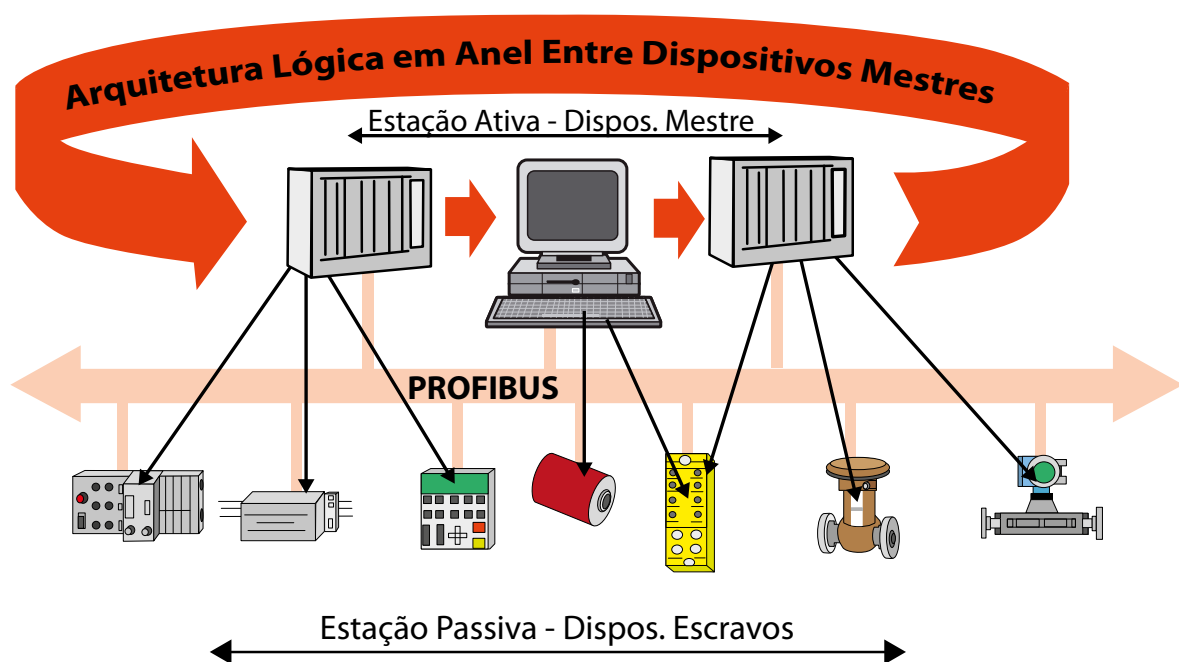 Arquitetura Lógica em Anel Entre Dispositivos Mestres
Estação Ativa - Dispos. Mestre
PROFIBUS
Estação Passiva - Dispos. Escravos